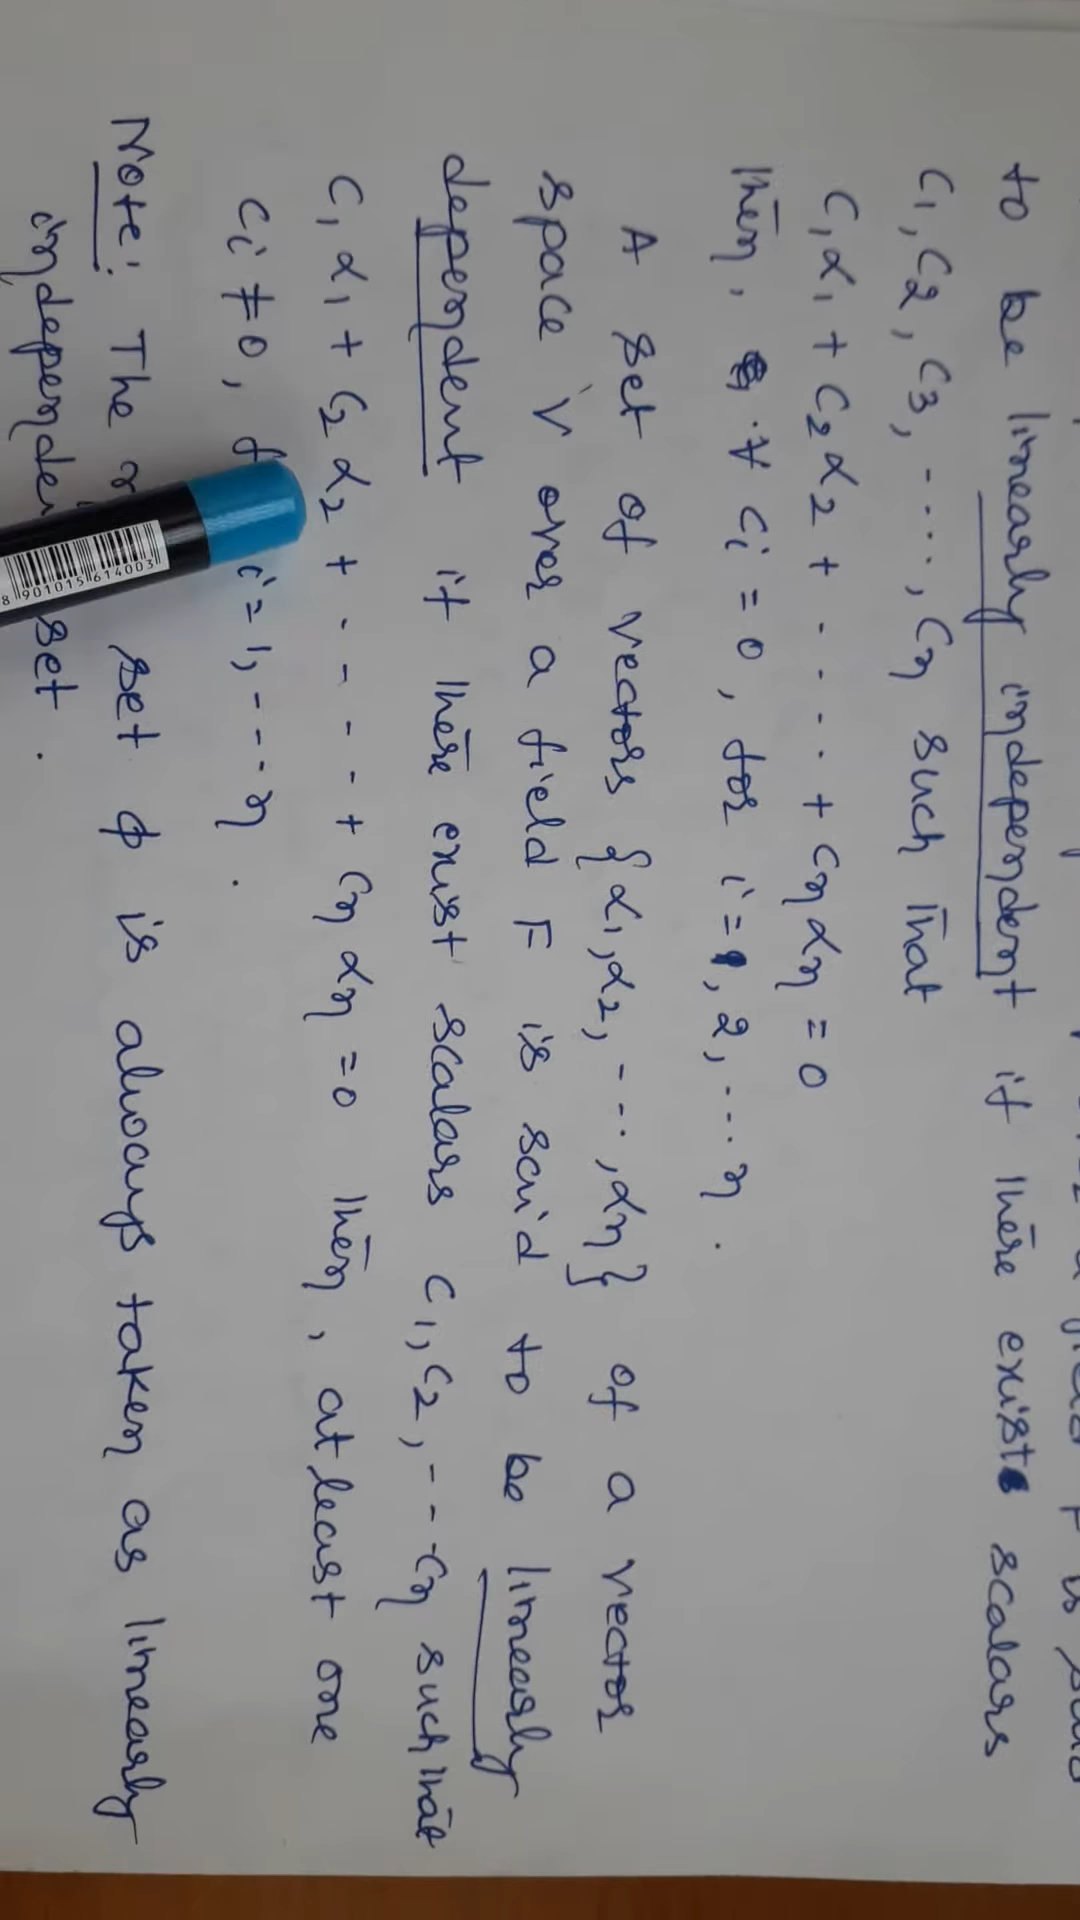 to be linearly independent if there exists scalars
C1, C2, C3, ...., Cn such that
C1α1 + C2α2 + .... + Cnαn = 0
then, ∀ Ci = 0, for i = 1, 2, ... n.
A set of vectors {α1, α2, ---, αn} of a vector
space V over a field F is said to be linearly
dependent if there exist scalars C1, C2, --- Cn such that
C1α1 + C2α2 + ---- + Cnαn = 0 then, at least one
Ci ≠ 0, i = 1, --- n.
Note: The set φ is always taken as linearly
set.
8 901015 614003